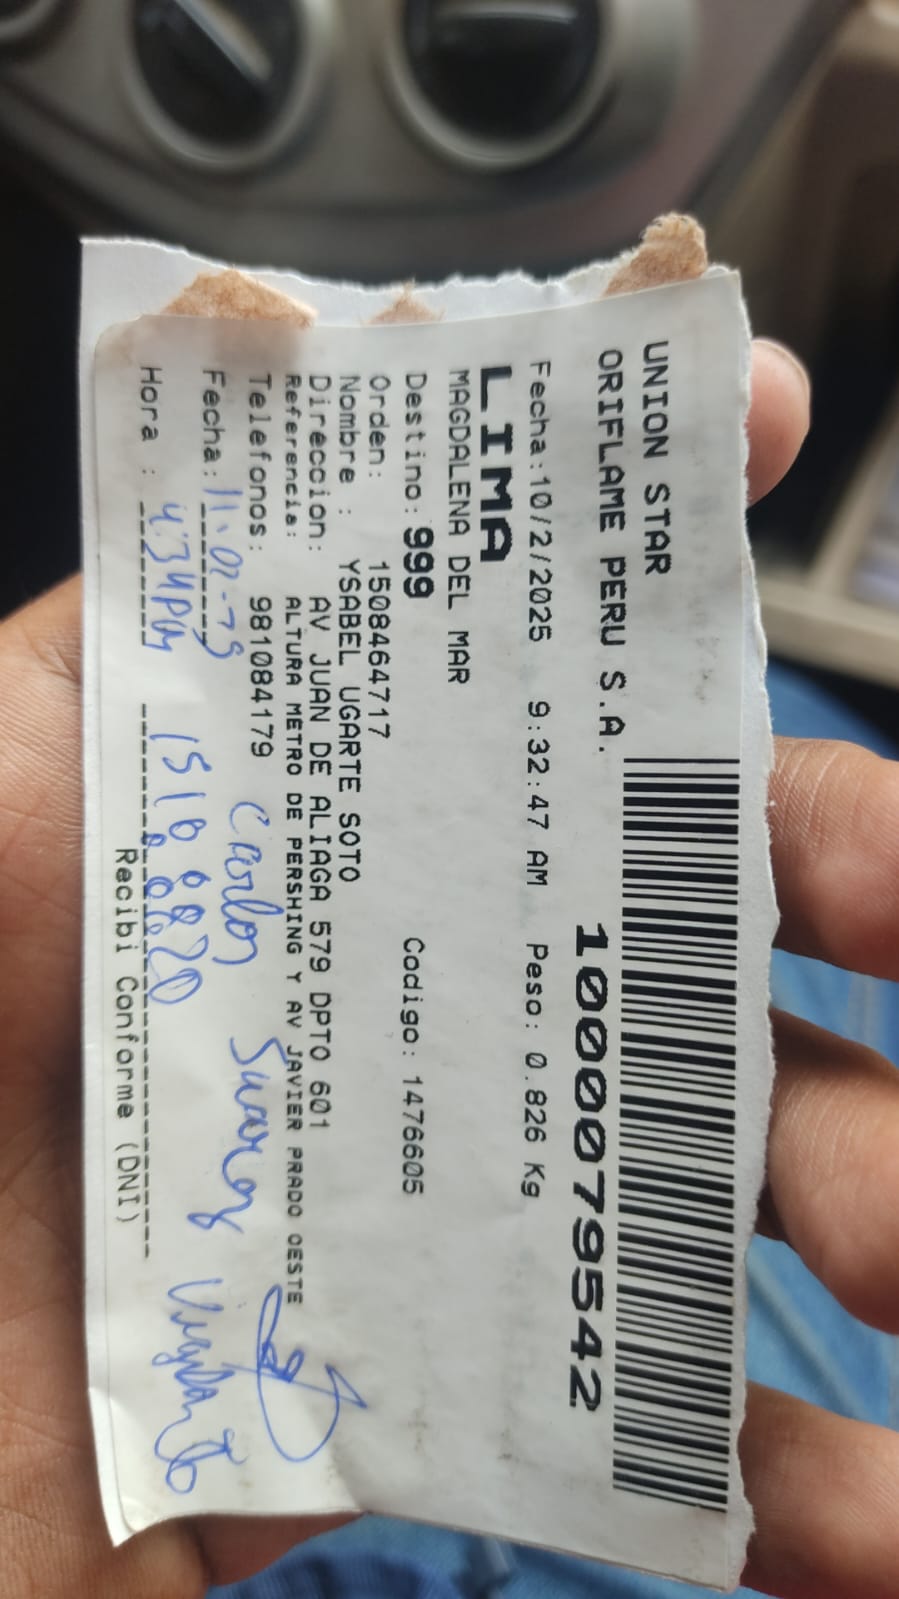 UNION STAR
ORIFLAME PERU S.A.
1000079542
Fecha:10/2/2025 9:32:47 AM Peso: 0.826 Kg
LIMA
MAGDALENA DEL MAR
Destino: 999 Codigo: 1476605
Orden: 1508464717
Nombre : YSABEL UGARTE SOTO
Direccion: AV JUAN DE ALIAGA 579 DPTO 601
Referencia: ALTURA METRO DE PERSHING Y AV JAVIER PRADO OESTE
Telefonos: 981084179
Carlos Suarez
Fecha:
Hora : 4:34PM
Recibi Conforme (DNI)